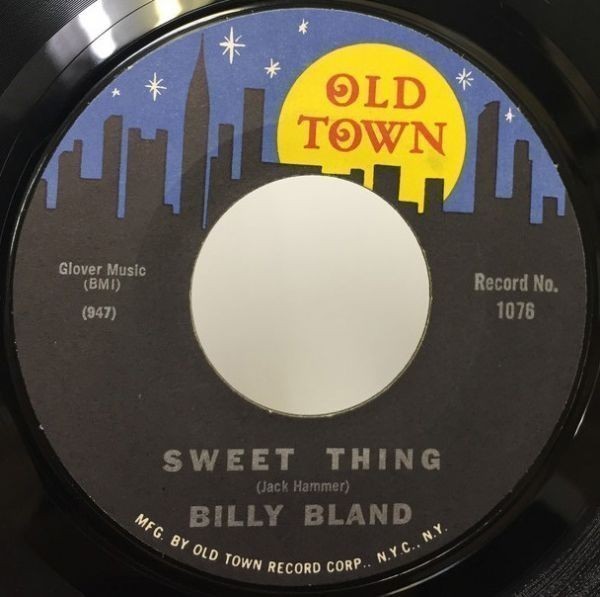 OLD
TOWN
Glover Music
(BMI)
(947)
Record No.
1076
SWEET THING
(Jack Hammer)
BILLY BLAND
MFG. BY OLD TOWN RECORD CORP., N.Y.C., N.Y.